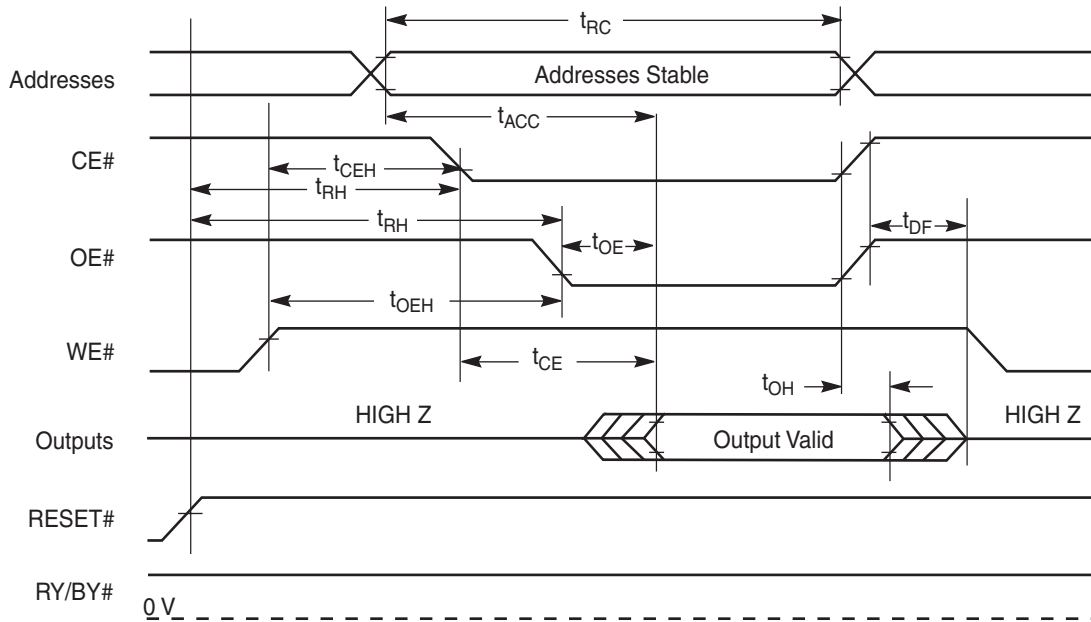 tRC
Addresses
Addresses Stable
tACC
CE#
tCEH
tRH
tRH
tDF
OE#
tOE
tOEH
WE#
tCE
tOH
HIGH Z
HIGH Z
Outputs
Output Valid
RESET#
RY/BY#
0 V